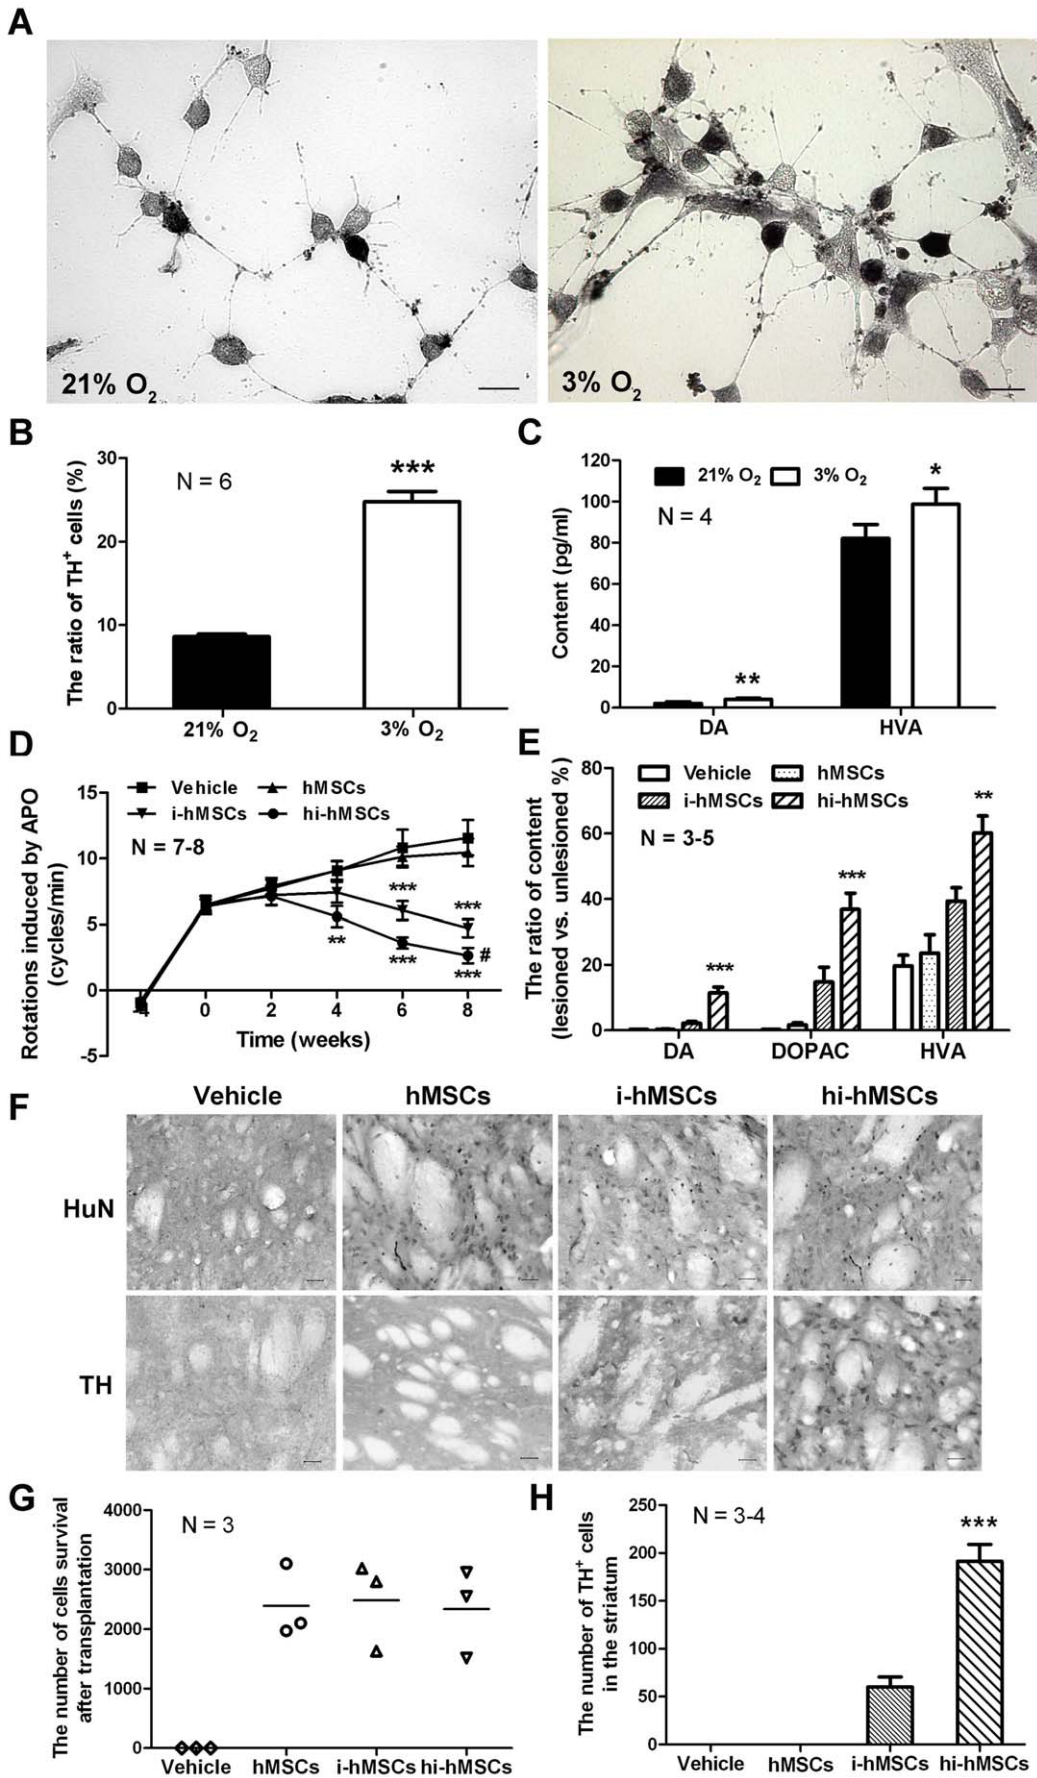 A
21% O2
3% O2
B
The ratio of TH+ cells (%)
30
20
10
0
N = 6
***
21% O2
3% O2
C
Content (pg/ml)
120
100
80
60
40
20
0
21% O2
3% O2
N = 4
**
*
DA
HVA
D
Rotations induced by APO
(cycles/min)
15
10
5
0
-5
Vehicle
hMSCs
i-hMSCs
hi-hMSCs
N = 7-8
***
***
**
***
#
***
0
2
4
6
8
Time (weeks)
E
The ratio of content
(lesioned vs. unlesioned %)
80
60
40
20
0
Vehicle
hMSCs
i-hMSCs
hi-hMSCs
N = 3-5
***
***
**
DA
DOPAC
HVA
F
Vehicle
hMSCs
i-hMSCs
hi-hMSCs
HuN
TH
G
The number of cells survival
after transplantation
4000
3000
2000
1000
0
N = 3
Vehicle
hMSCs
i-hMSCs
hi-hMSCs
H
The number of TH+ cells
in the striatum
250
200
150
100
50
0
N = 3-4
***
Vehicle
hMSCs
i-hMSCs
hi-hMSCs